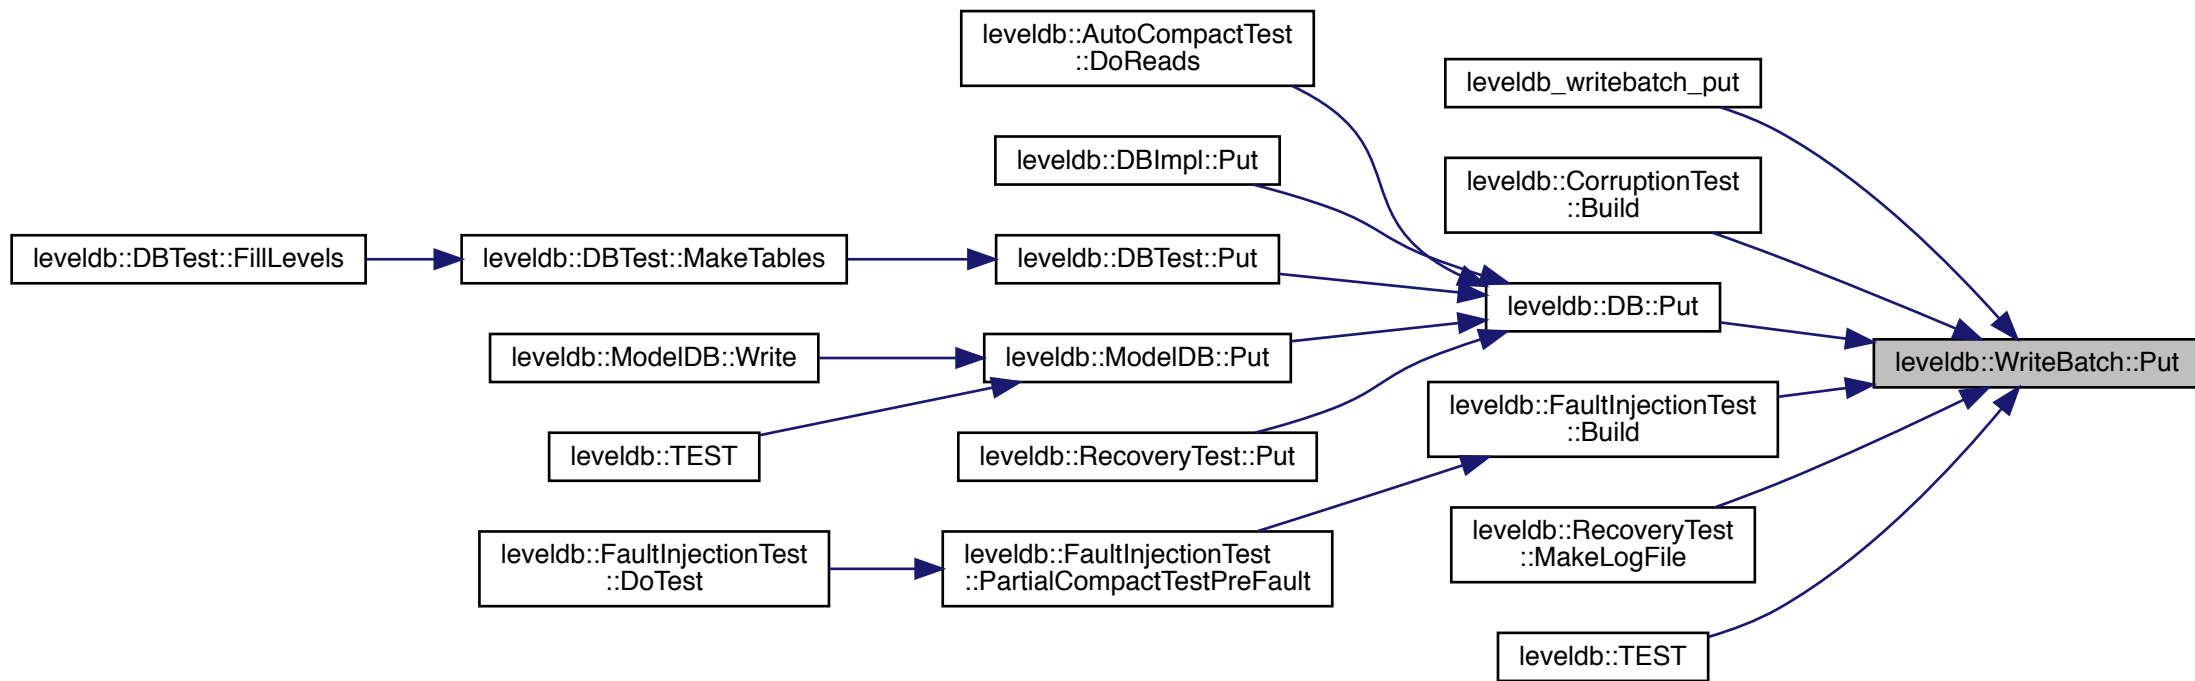 leveldb::AutoCompactTest
::DoReads
leveldb_writebatch_put
leveldb::DBImpl::Put
leveldb::CorruptionTest
::Build
leveldb::DBTest::FillLevels
leveldb::DBTest::MakeTables
leveldb::DBTest::Put
leveldb::DB::Put
leveldb::ModelDB::Write
leveldb::ModelDB::Put
leveldb::WriteBatch::Put
leveldb::FaultInjectionTest
::Build
leveldb::TEST
leveldb::RecoveryTest::Put
leveldb::RecoveryTest
::MakeLogFile
leveldb::FaultInjectionTest
::DoTest
leveldb::FaultInjectionTest
::PartialCompactTestPreFault
leveldb::TEST